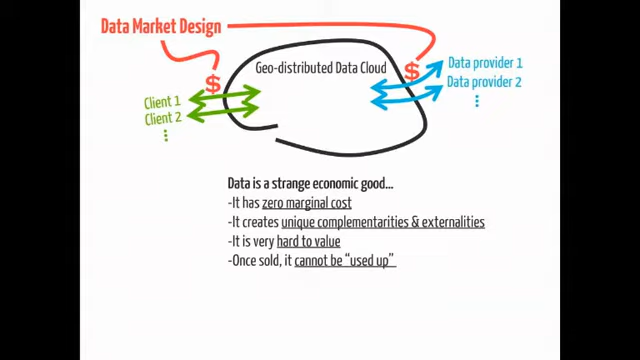 Data Market Design
Geo-distributed Data Cloud
Data provider 1
Data provider 2
$
$
Client 1
Client 2
Data is a strange economic good...
-It has zero marginal cost
-It creates unique complementarities & externalities
-It is very hard to value
-Once sold, it cannot be "used up"